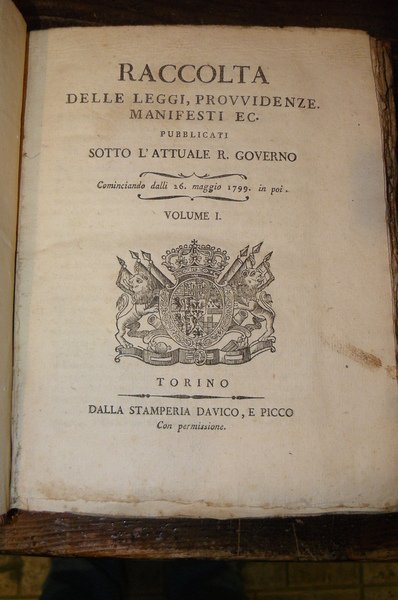 RACCOLTA
DELLE LEGGI, PROVVIDENZE.
MANIFESTI EC.
PUBBLICATI
SOTTO L'ATTUALE R. GOVERNO
Cominciando dalli 26. maggio 1799. in poi.
VOLUME I.
TORINO
DALLA STAMPERIA DAVICO, E PICCO
Con permissione.